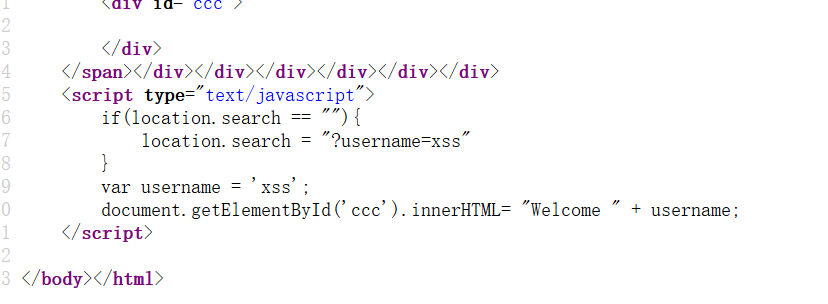 1         <div id="ccc">
2
3         </div>
4     </span></div></div></div></div></div></div>
5     <script type="text/javascript">
6         if(location.search == ""){
7             location.search = "?username=xss"
8         }
9         var username = 'xss';
0         document.getElementById('ccc').innerHTML= "Welcome " + username;
1     </script>
2
3 </body></html>